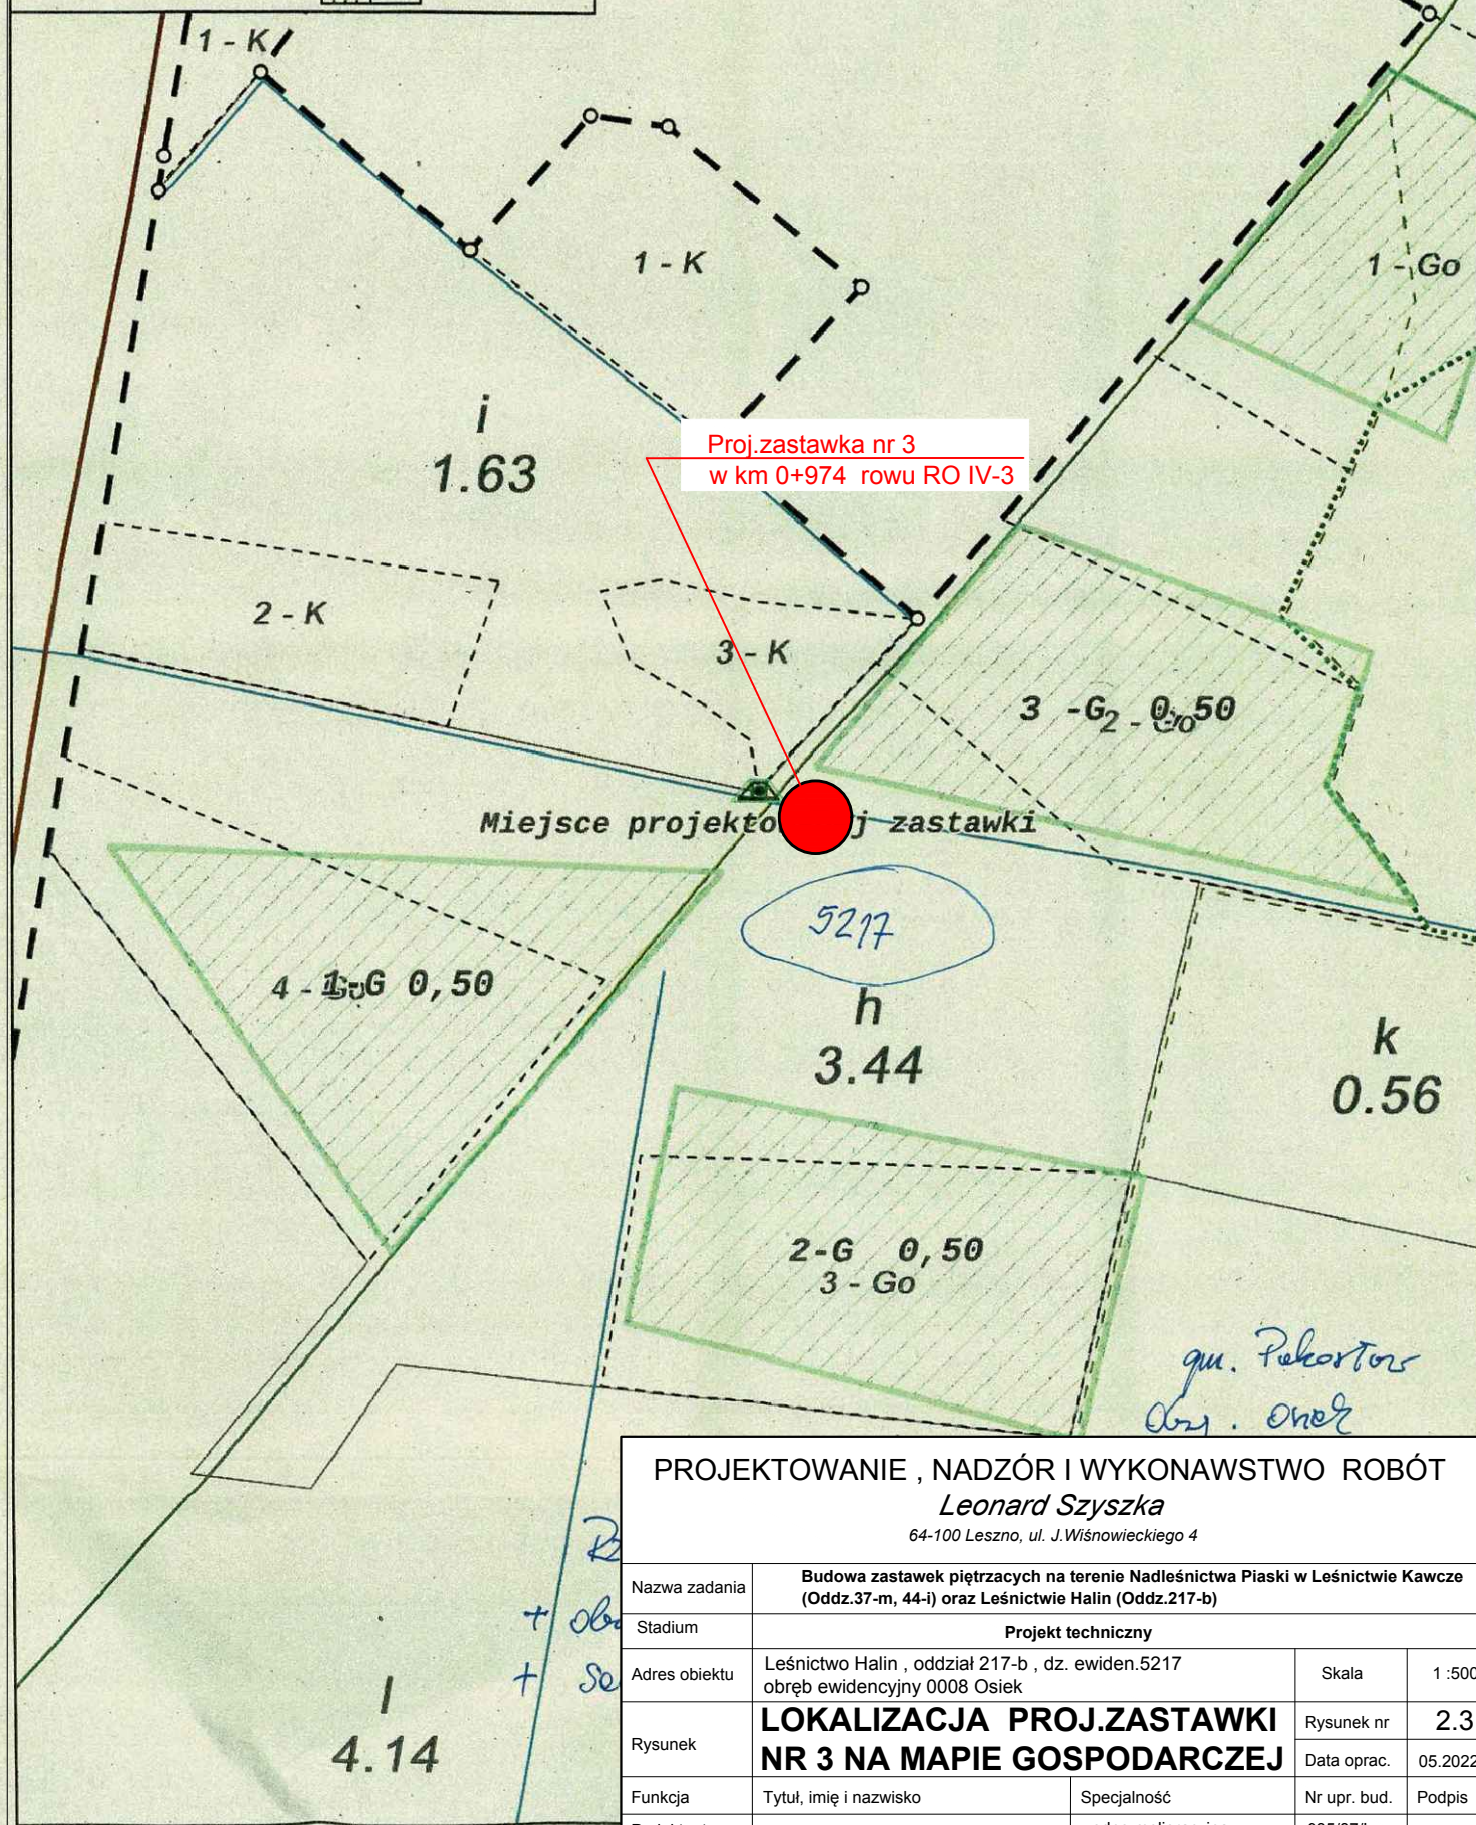 1 - K
1 - K
1 - Go
i
1.63
Proj.zastawka nr 3
w km 0+974 rowu RO IV-3
2 - K
3 - K
3 -G 0,50
2 - Go
Miejsce projekto j zastawki
5217
4 - Go
1-G 0,50
h
3.44
k
0.56
2-G 0,50
3 - Go
gm.
l
4.14
+
+
PROJEKTOWANIE , NADZÓR I WYKONAWSTWO ROBÓT
Leonard Szyszka
64-100 Leszno, ul. J.Wiśnowieckiego 4
Nazwa zadania
Budowa zastawek piętrzacych na terenie Nadleśnictwa Piaski w Leśnictwie Kawcze
(Oddz.37-m, 44-i) oraz Leśnictwie Halin (Oddz.217-b)
Stadium
Projekt techniczny
Adres obiektu
Leśnictwo Halin , oddział 217-b , dz. ewiden.5217
obręb ewidencyjny 0008 Osiek
Skala
1 :500
Rysunek
LOKALIZACJA PROJ.ZASTAWKI
NR 3 NA MAPIE GOSPODARCZEJ
Rysunek nr
2.3
Data oprac.
05.2022
Funkcja
Tytuł, imię i nazwisko
Specjalność
Nr upr. bud.
Podpis